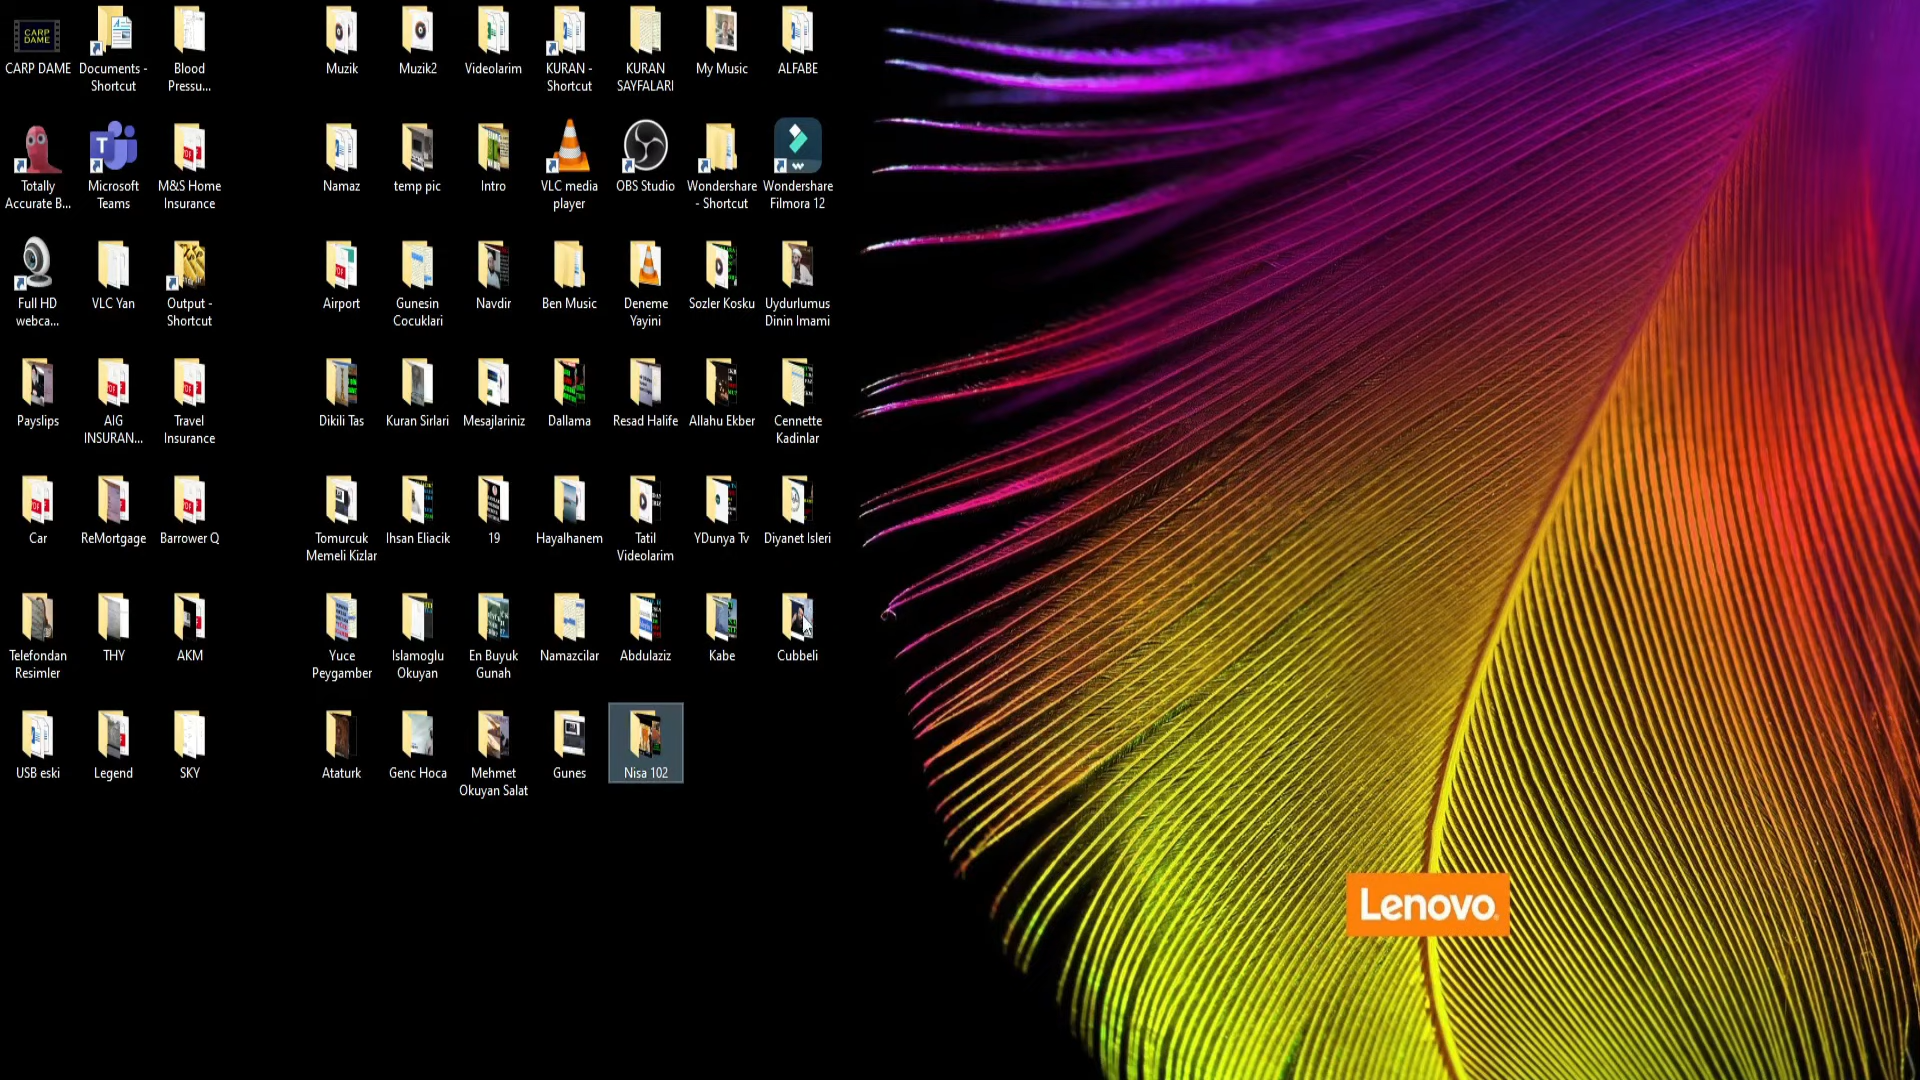 CARP DAME
CARP DAME
Documents -
Shortcut
Blood
Pressu...
Muzik
Muzik2
Videolarim
KURAN -
Shortcut
KURAN
SAYFALARI
My Music
ALFABE
Totally
Accurate B...
Microsoft
Teams
M&S Home
Insurance
Namaz
temp pic
Intro
VLC media
player
OBS Studio
Wondershare
- Shortcut
Wondershare
Filmora 12
Full HD
webca...
VLC Yan
Output -
Shortcut
Airport
Gunesin
Cocuklari
Navdir
Ben Music
Deneme
Yayini
Sozler Kosku
Uydurlumus
Dinin Imami
Payslips
AIG
INSURAN...
Travel
Insurance
Dikili Tas
Kuran Sirlari
Mesajlariniz
Dallama
Resad Halife
Allahu Ekber
Cennette
Kadinlar
Car
ReMortgage
Barrower Q
Tomurcuk
Memeli Kizlar
Ihsan Eliacik
19
Hayalhanem
Tatil
Videolarim
YDunya Tv
Diyanet Isleri
Telefondan
Resimler
THY
AKM
Yuce
Peygamber
Islamoglu
Okuyan
En Buyuk
Gunah
Namazcilar
Abdulaziz
Kabe
Cubbeli
USB eski
Legend
SKY
Ataturk
Genc Hoca
Mehmet
Okuyan Salat
Gunes
Nisa 102
Lenovo